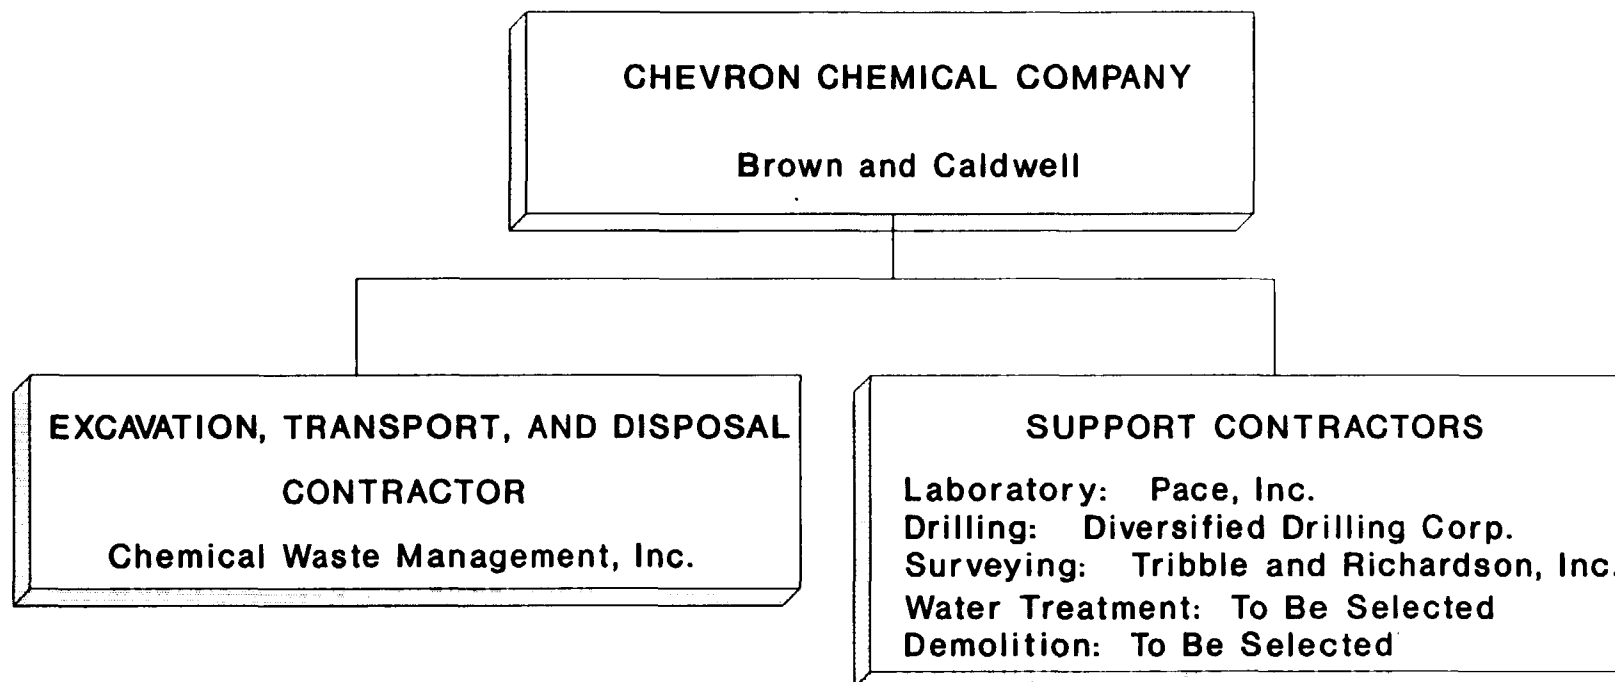 CHEVRON CHEMICAL COMPANY
Brown and Caldwell
EXCAVATION, TRANSPORT, AND DISPOSAL
CONTRACTOR
Chemical Waste Management, Inc.
SUPPORT CONTRACTORS
Laboratory: Pace, Inc.
Drilling: Diversified Drilling Corp.
Surveying: Tribble and Richardson, Inc.
Water Treatment: To Be Selected
Demolition: To Be Selected